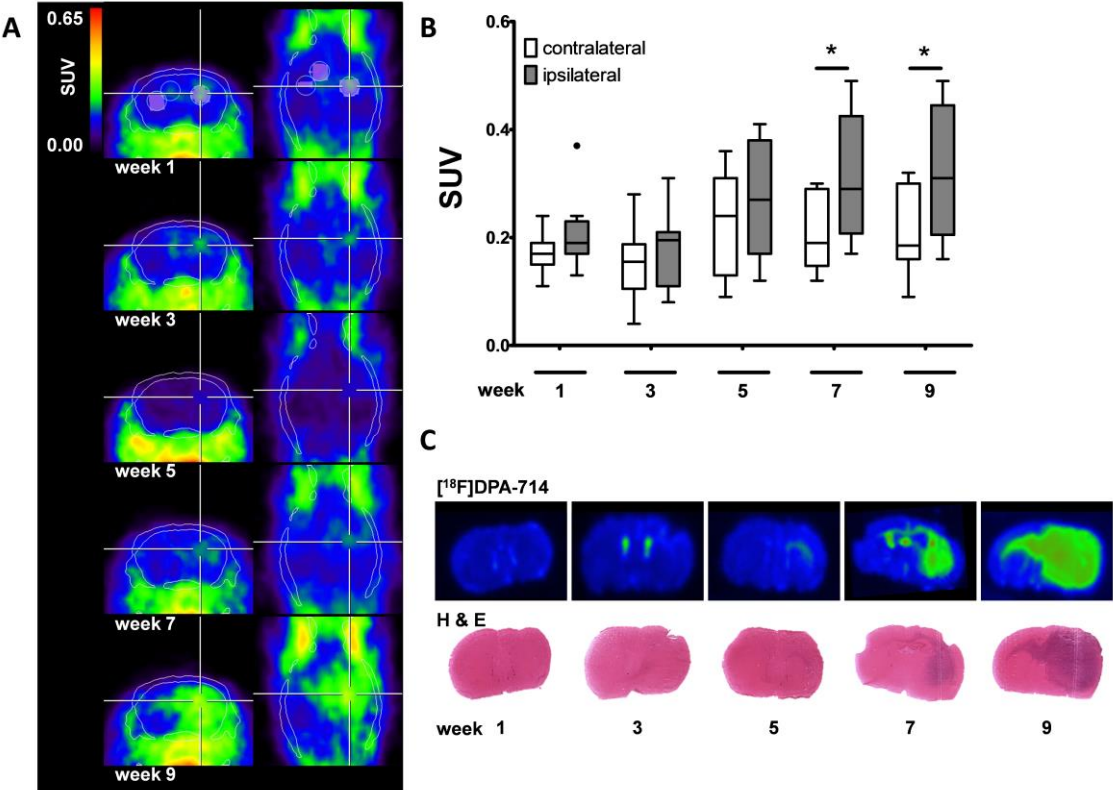 A
0.65
SUV
0.00
week 1
week 3
week 5
week 7
week 9
B
0.6
0.4
0.2
0.0
SUV
contralateral
ipsilateral
*
*
week 1 3 5 7 9
C
[¹⁸F]DPA-714
H & E
week 1 3 5 7 9